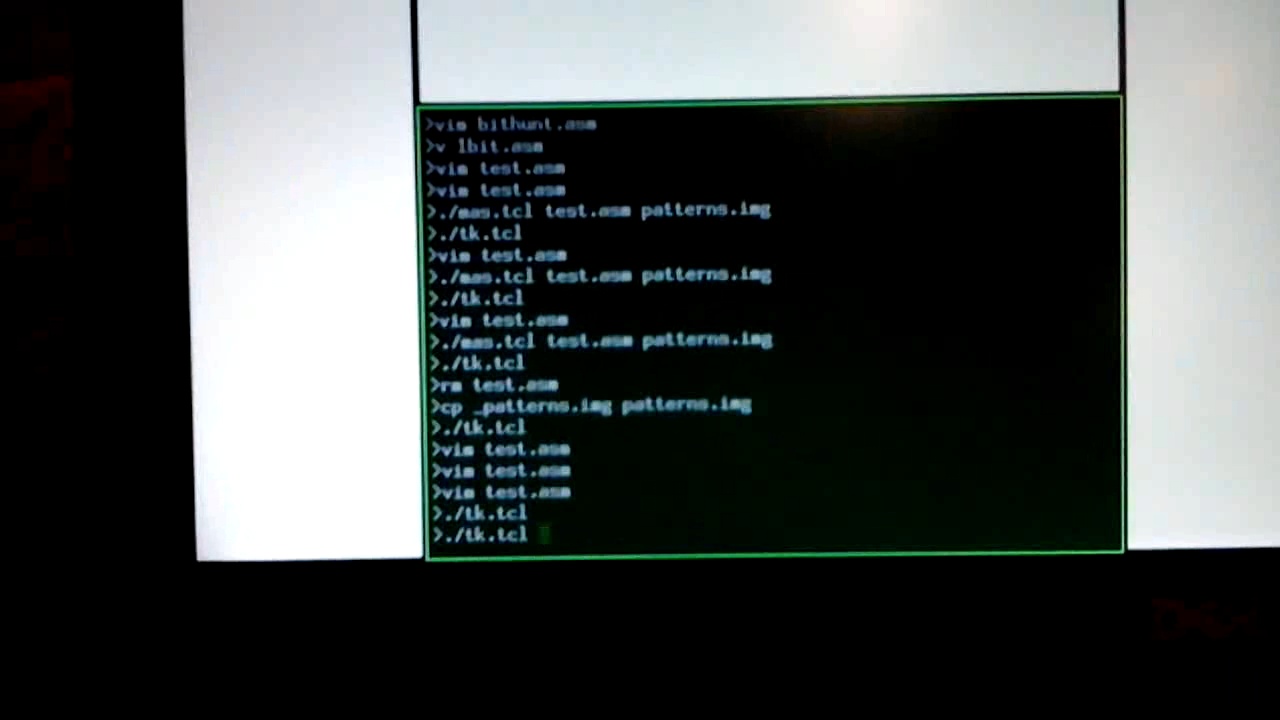 >vim bithunt.asm
>v lbit.asm
>vim test.asm
>vim test.asm
>./mas.tcl test.asm patterns.img
>./tk.tcl
>vim test.asm
>./mas.tcl test.asm patterns.img
>./tk.tcl
>vim test.asm
>./mas.tcl test.asm patterns.img
>./tk.tcl
>rm test.asm
>cp _patterns.img patterns.img
>./tk.tcl
>vim test.asm
>vim test.asm
>vim test.asm
>./tk.tcl
>./tk.tcl